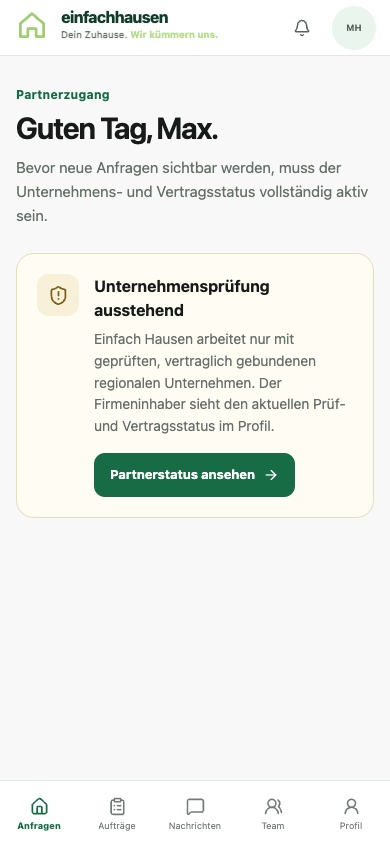 einfachhausen
Dein Zuhause. Wir kümmern uns.
MH
Partnerzugang
Guten Tag, Max.
Bevor neue Anfragen sichtbar werden, muss der
Unternehmens- und Vertragsstatus vollständig aktiv
sein.
Unternehmensprüfung
ausstehend
Einfach Hausen arbeitet nur mit
geprüften, vertraglich gebundenen
regionalen Unternehmen. Der
Firmeninhaber sieht den aktuellen Prüf-
und Vertragsstatus im Profil.
Partnerstatus ansehen
Anfragen
Aufträge
Nachrichten
Team
Profil